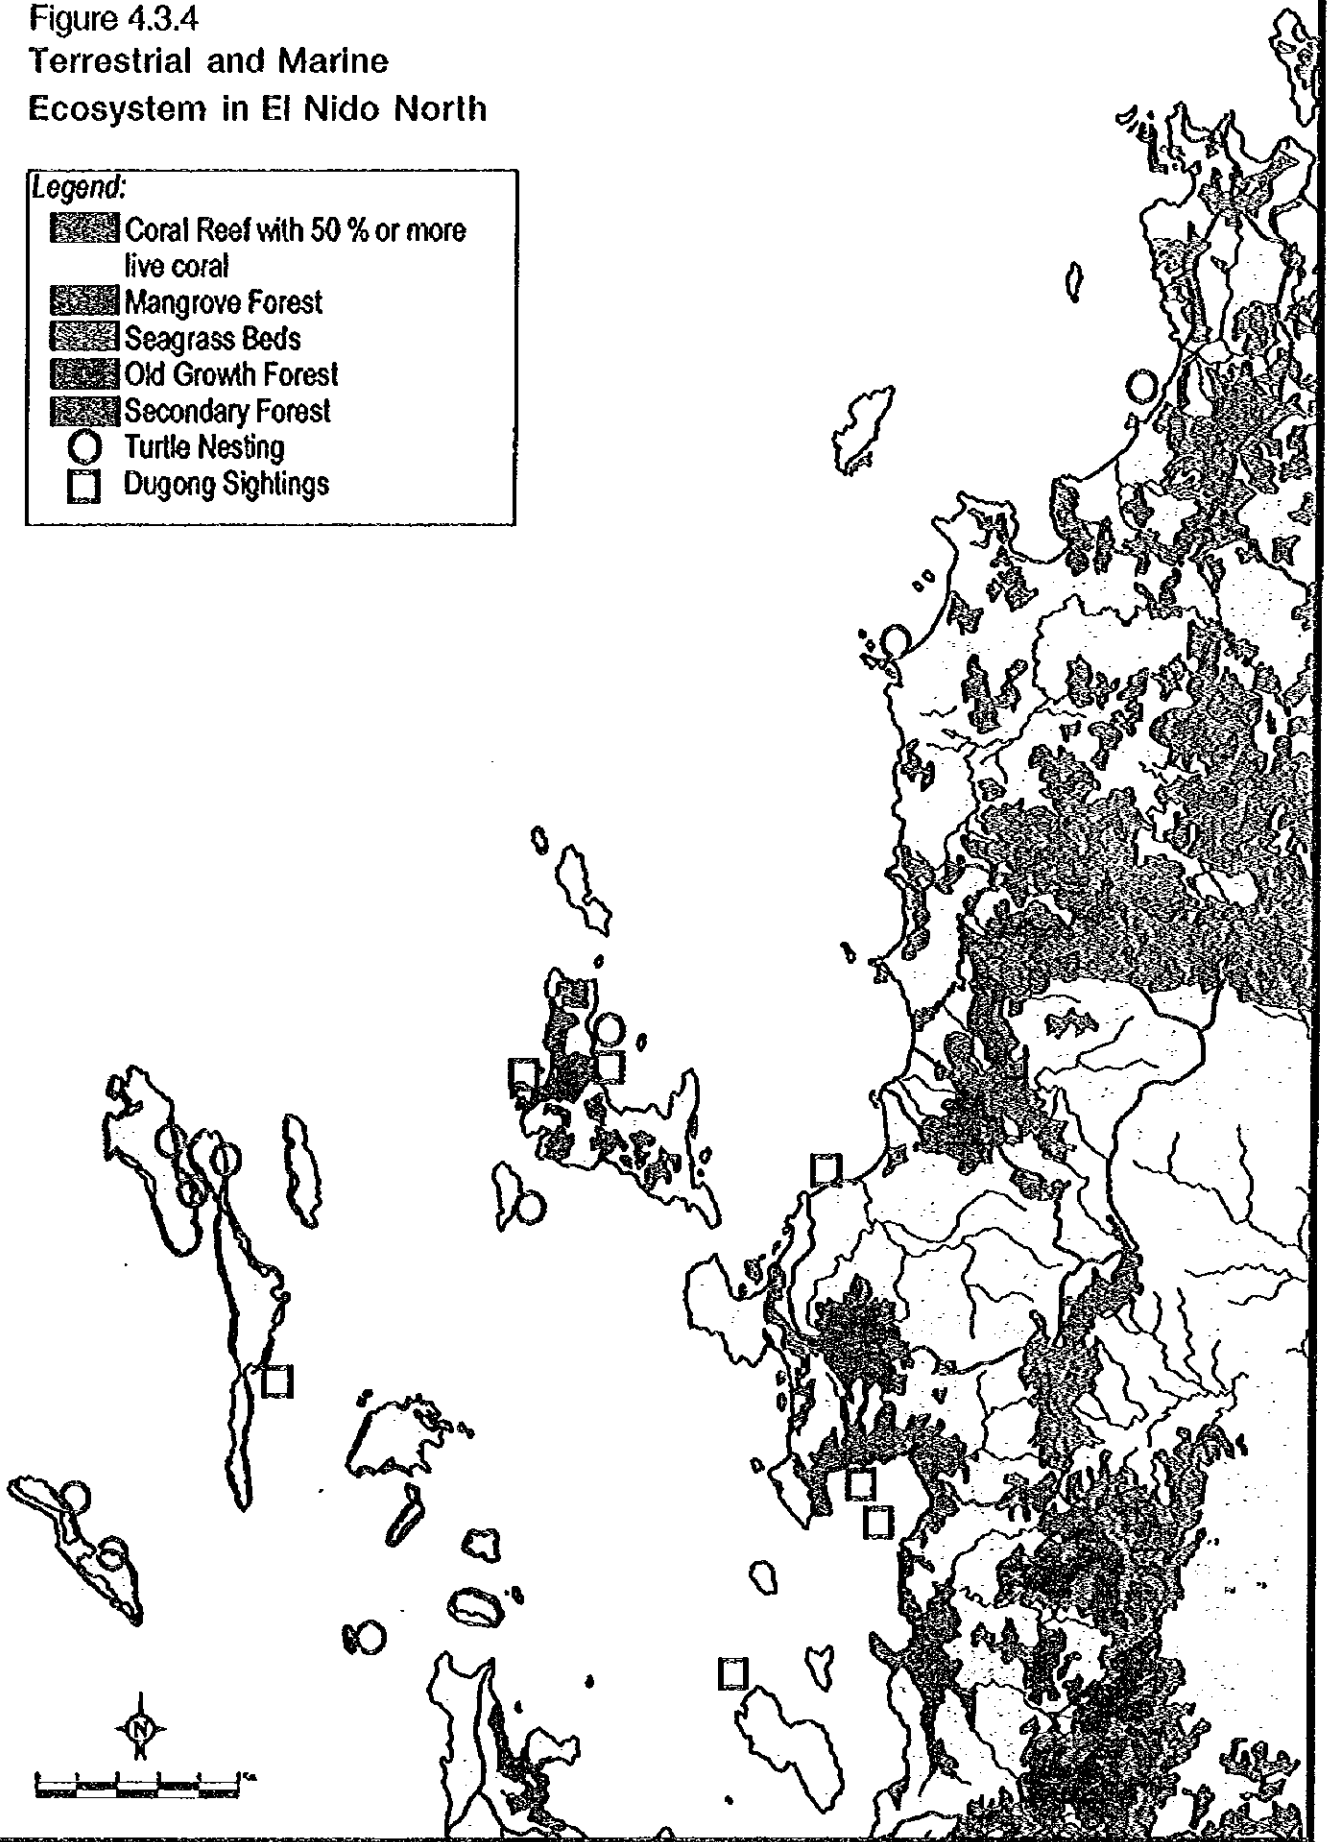 Figure 4.3.4
Terrestrial and Marine
Ecosystem in El Nido North
Legend:
Coral Reef with 50 % or more
live coral
Mangrove Forest
Seagrass Beds
Old Growth Forest
Secondary Forest
Turtle Nesting
Dugong Sightings
N